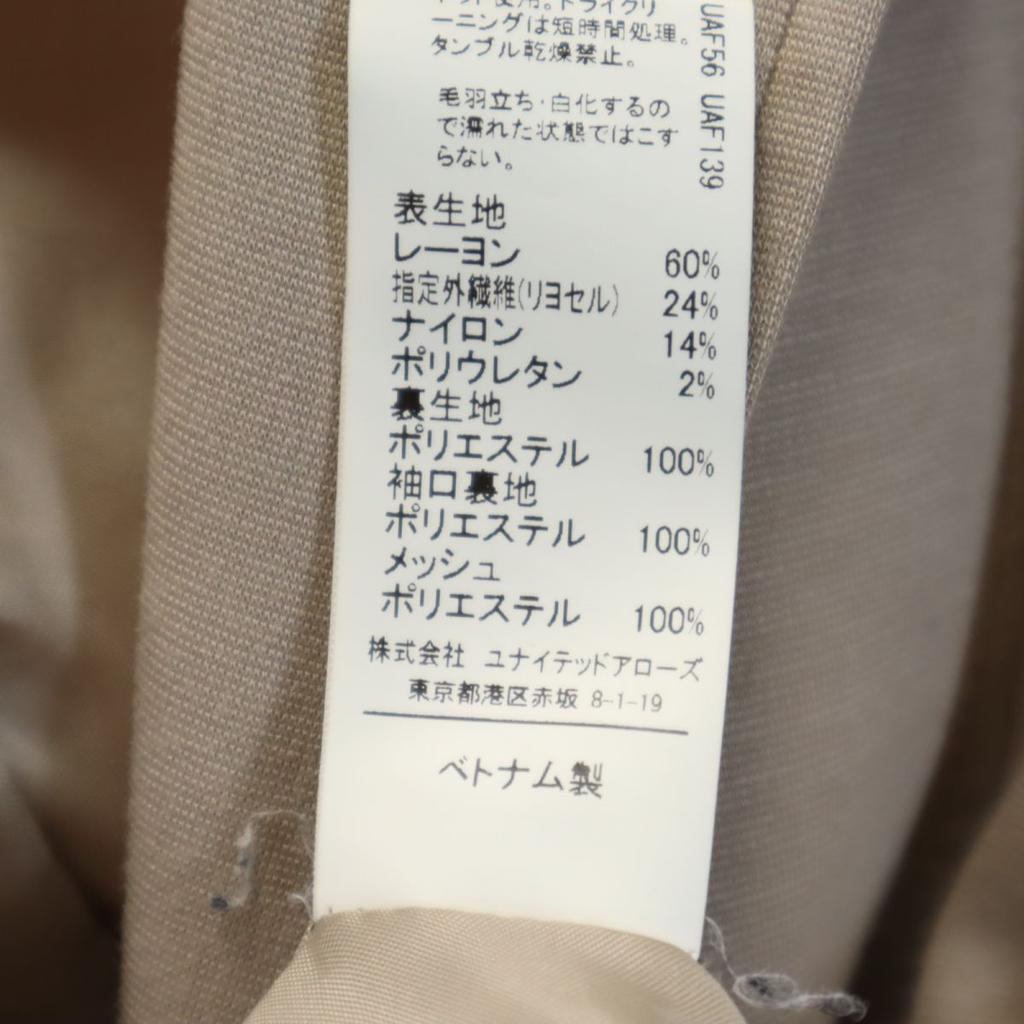 使用。ドライクリ
ーニングは短時間処理。
タンブル乾燥禁止。
毛羽立ち・白化するの
で濡れた状態ではこす
らない。
UAF56 UAF139
表生地
レーヨン 60%
指定外繊維(リヨセル) 24%
ナイロン 14%
ポリウレタン 2%
裏生地
ポリエステル 100%
袖口裏地
ポリエステル 100%
メッシュ
ポリエステル 100%
株式会社 ユナイテッドアローズ
東京都港区赤坂 8-1-19
ベトナム製